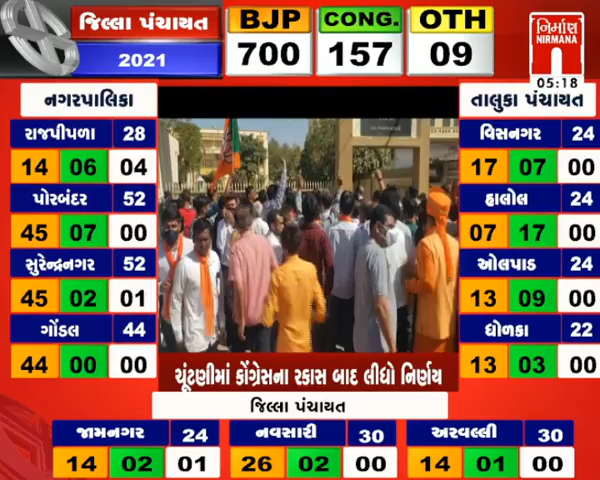 જિલ્લા પંચાયત
2021
BJP
700
CONG.
157
OTH
09
નિર્માણ
NIRMANA
05:18
નગરપાલિકા
રાજપીપળા 28
14 06 04
પોરબંદર 52
45 07 00
સુરેન્દ્રનગર 52
45 02 01
ગોંડલ 44
44 00 00
તાલુકા પંચાયત
વિસનગર 24
17 07 00
હાલોલ 24
07 17 00
ઓલપાડ 24
13 09 00
ધોળકા 22
13 03 00
ચૂંટણીમાં કોંગ્રેસના રકાસ બાદ લીધો નિર્ણય
જિલ્લા પંચાયત
જામનગર 24
14 02 01
નવસારી 30
26 02 00
અરવલ્લી 30
14 01 00